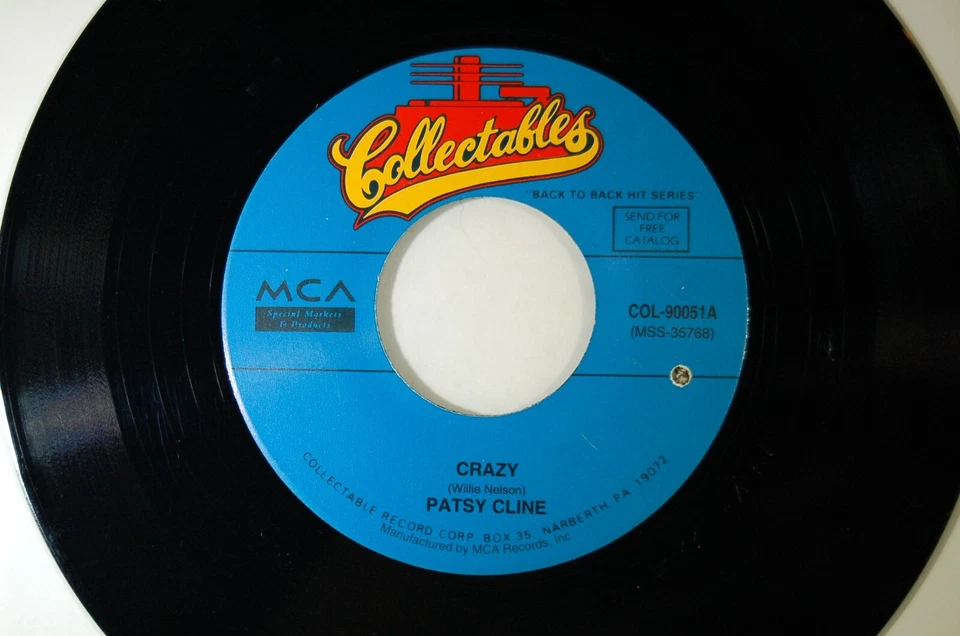 Collectables
"BACK TO BACK HIT SERIES"
SEND FOR
FREE
CATALOG
MCA
Special Markets
& Products
COL-90051A
(MSS-35768)
CRAZY
(Willie Nelson)
PATSY CLINE
COLLECTABLE RECORD CORP. BOX 35, NARBERTH PA 19072
Manufactured by MCA Records, Inc